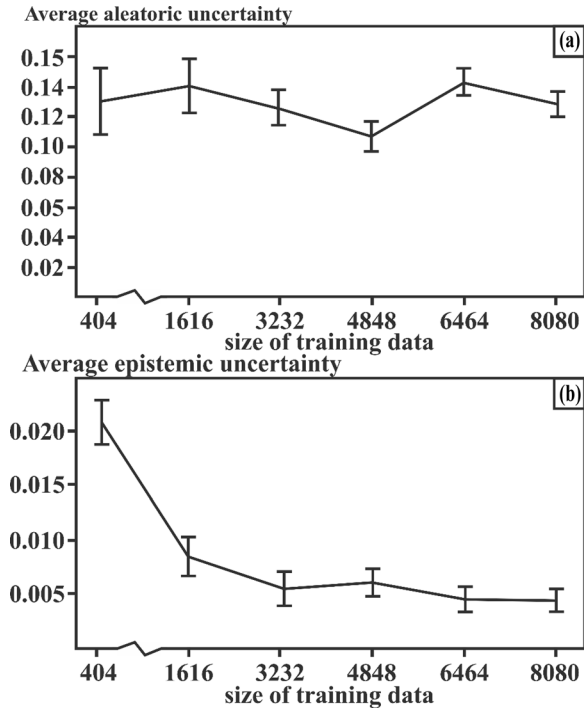 Average aleatoric uncertainty
(a)
0.15
0.14
0.12
0.10
0.08
0.05
0.04
0.02
404 1616 3232 4848 6464 8080
size of training data
Average epistemic uncertainty
(b)
0.020
0.015
0.010
0.005
404 1616 3232 4848 6464 8080
size of training data